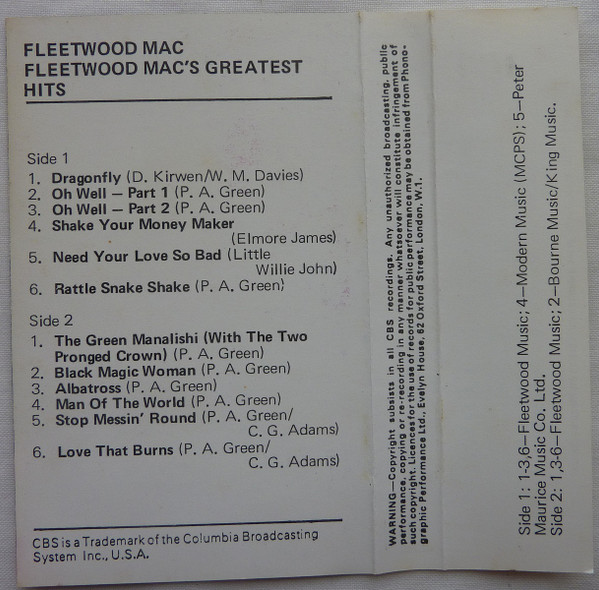 FLEETWOOD MAC
FLEETWOOD MAC'S GREATEST
HITS
Side 1
1. Dragonfly (D. Kirwen/W. M. Davies)
2. Oh Well — Part 1 (P. A. Green)
3. Oh Well — Part 2 (P. A. Green)
4. Shake Your Money Maker
(Elmore James)
5. Need Your Love So Bad (Little
Willie John)
6. Rattle Snake Shake (P. A. Green)
Side 2
1. The Green Manalishi (With The Two
Pronged Crown) (P. A. Green)
2. Black Magic Woman (P. A. Green)
3. Albatross (P. A. Green)
4. Man Of The World (P. A. Green)
5. Stop Messin' Round (P. A. Green/
C. G. Adams)
6. Love That Burns (P. A. Green/
C. G. Adams)
CBS is a Trademark of the Columbia Broadcasting
System Inc., U.S.A.
WARNING—Copyright subsists in all CBS recordings. Any unauthorized broadcasting, public
performance, copying or re-recording in any manner whatsoever will constitute infringement of
such copyright. Licences for the use of records for public performance may be obtained from Phono-
graphic Performance Ltd., Evelyn House, 62 Oxford Street, London, W.1.
Side 1: 1-3,6—Fleetwood Music; 4—Modern Music (MCPS); 5—Peter
Maurice Music Co. Ltd.
Side 2: 1,3-6—Fleetwood Music; 2—Bourne Music/King Music.